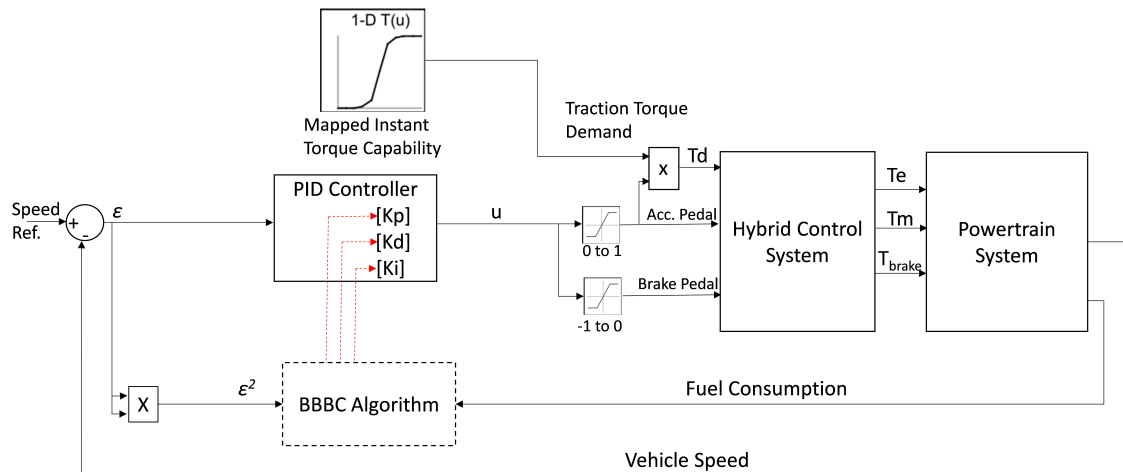 1-D T(u)
Mapped Instant
Torque Capability
Traction Torque
Demand
x
Td
Te
PID Controller
Speed
Ref.
+
-
ε
[Kp]
[Kd]
[Ki]
u
Acc. Pedal
0 to 1
Hybrid Control
System
Tm
Powertrain
System
Tbrake
Brake Pedal
-1 to 0
X
ε²
BBBC Algorithm
Fuel Consumption
Vehicle Speed